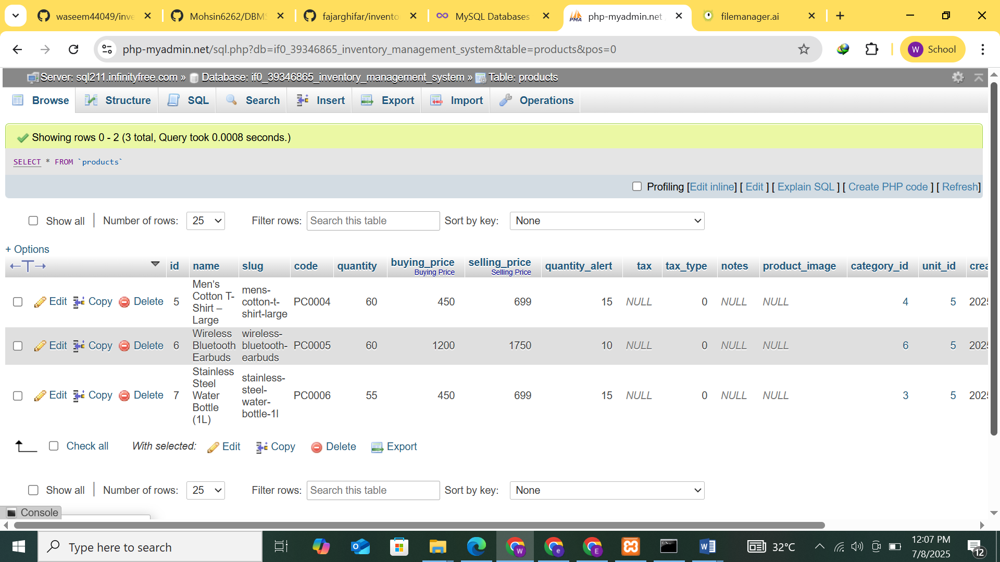 waseem44049/inve
Mohsin6262/DBMS
fajarghifar/invento
MySQL Databases
php-myadmin.net
filemanager.ai
php-myadmin.net/sql.php?db=if0_39346865_inventory_management_system&table=products&pos=0
W School
Server: sql211.infinityfree.com » Database: if0_39346865_inventory_management_system » Table: products
Browse Structure SQL Search Insert Export Import Operations
Showing rows 0 - 2 (3 total, Query took 0.0008 seconds.)
SELECT * FROM `products`
Profiling [Edit inline] [ Edit ] [ Explain SQL ] [ Create PHP code ] [ Refresh]
Show all Number of rows: 25 Filter rows: Search this table Sort by key: None
+ Options
←T→ id name slug code quantity buying_price selling_price quantity_alert tax tax_type notes product_image category_id unit_id crea
Buying Price Selling Price
Edit Copy Delete 5 Men’s Cotton T-Shirt – Large mens-cotton-t-shirt-large PC0004 60 450 699 15 NULL 0 NULL NULL 4 5 2025
Edit Copy Delete 6 Wireless Bluetooth Earbuds wireless-bluetooth-earbuds PC0005 60 1200 1750 10 NULL 0 NULL NULL 6 5 2025
Edit Copy Delete 7 Stainless Steel Water Bottle (1L) stainless-steel-water-bottle-1l PC0006 55 450 699 15 NULL 0 NULL NULL 3 5 2025
Check all With selected: Edit Copy Delete Export
Show all Number of rows: 25 Filter rows: Search this table Sort by key: None
Console
Type here to search
32°C
12:07 PM
7/8/2025
12